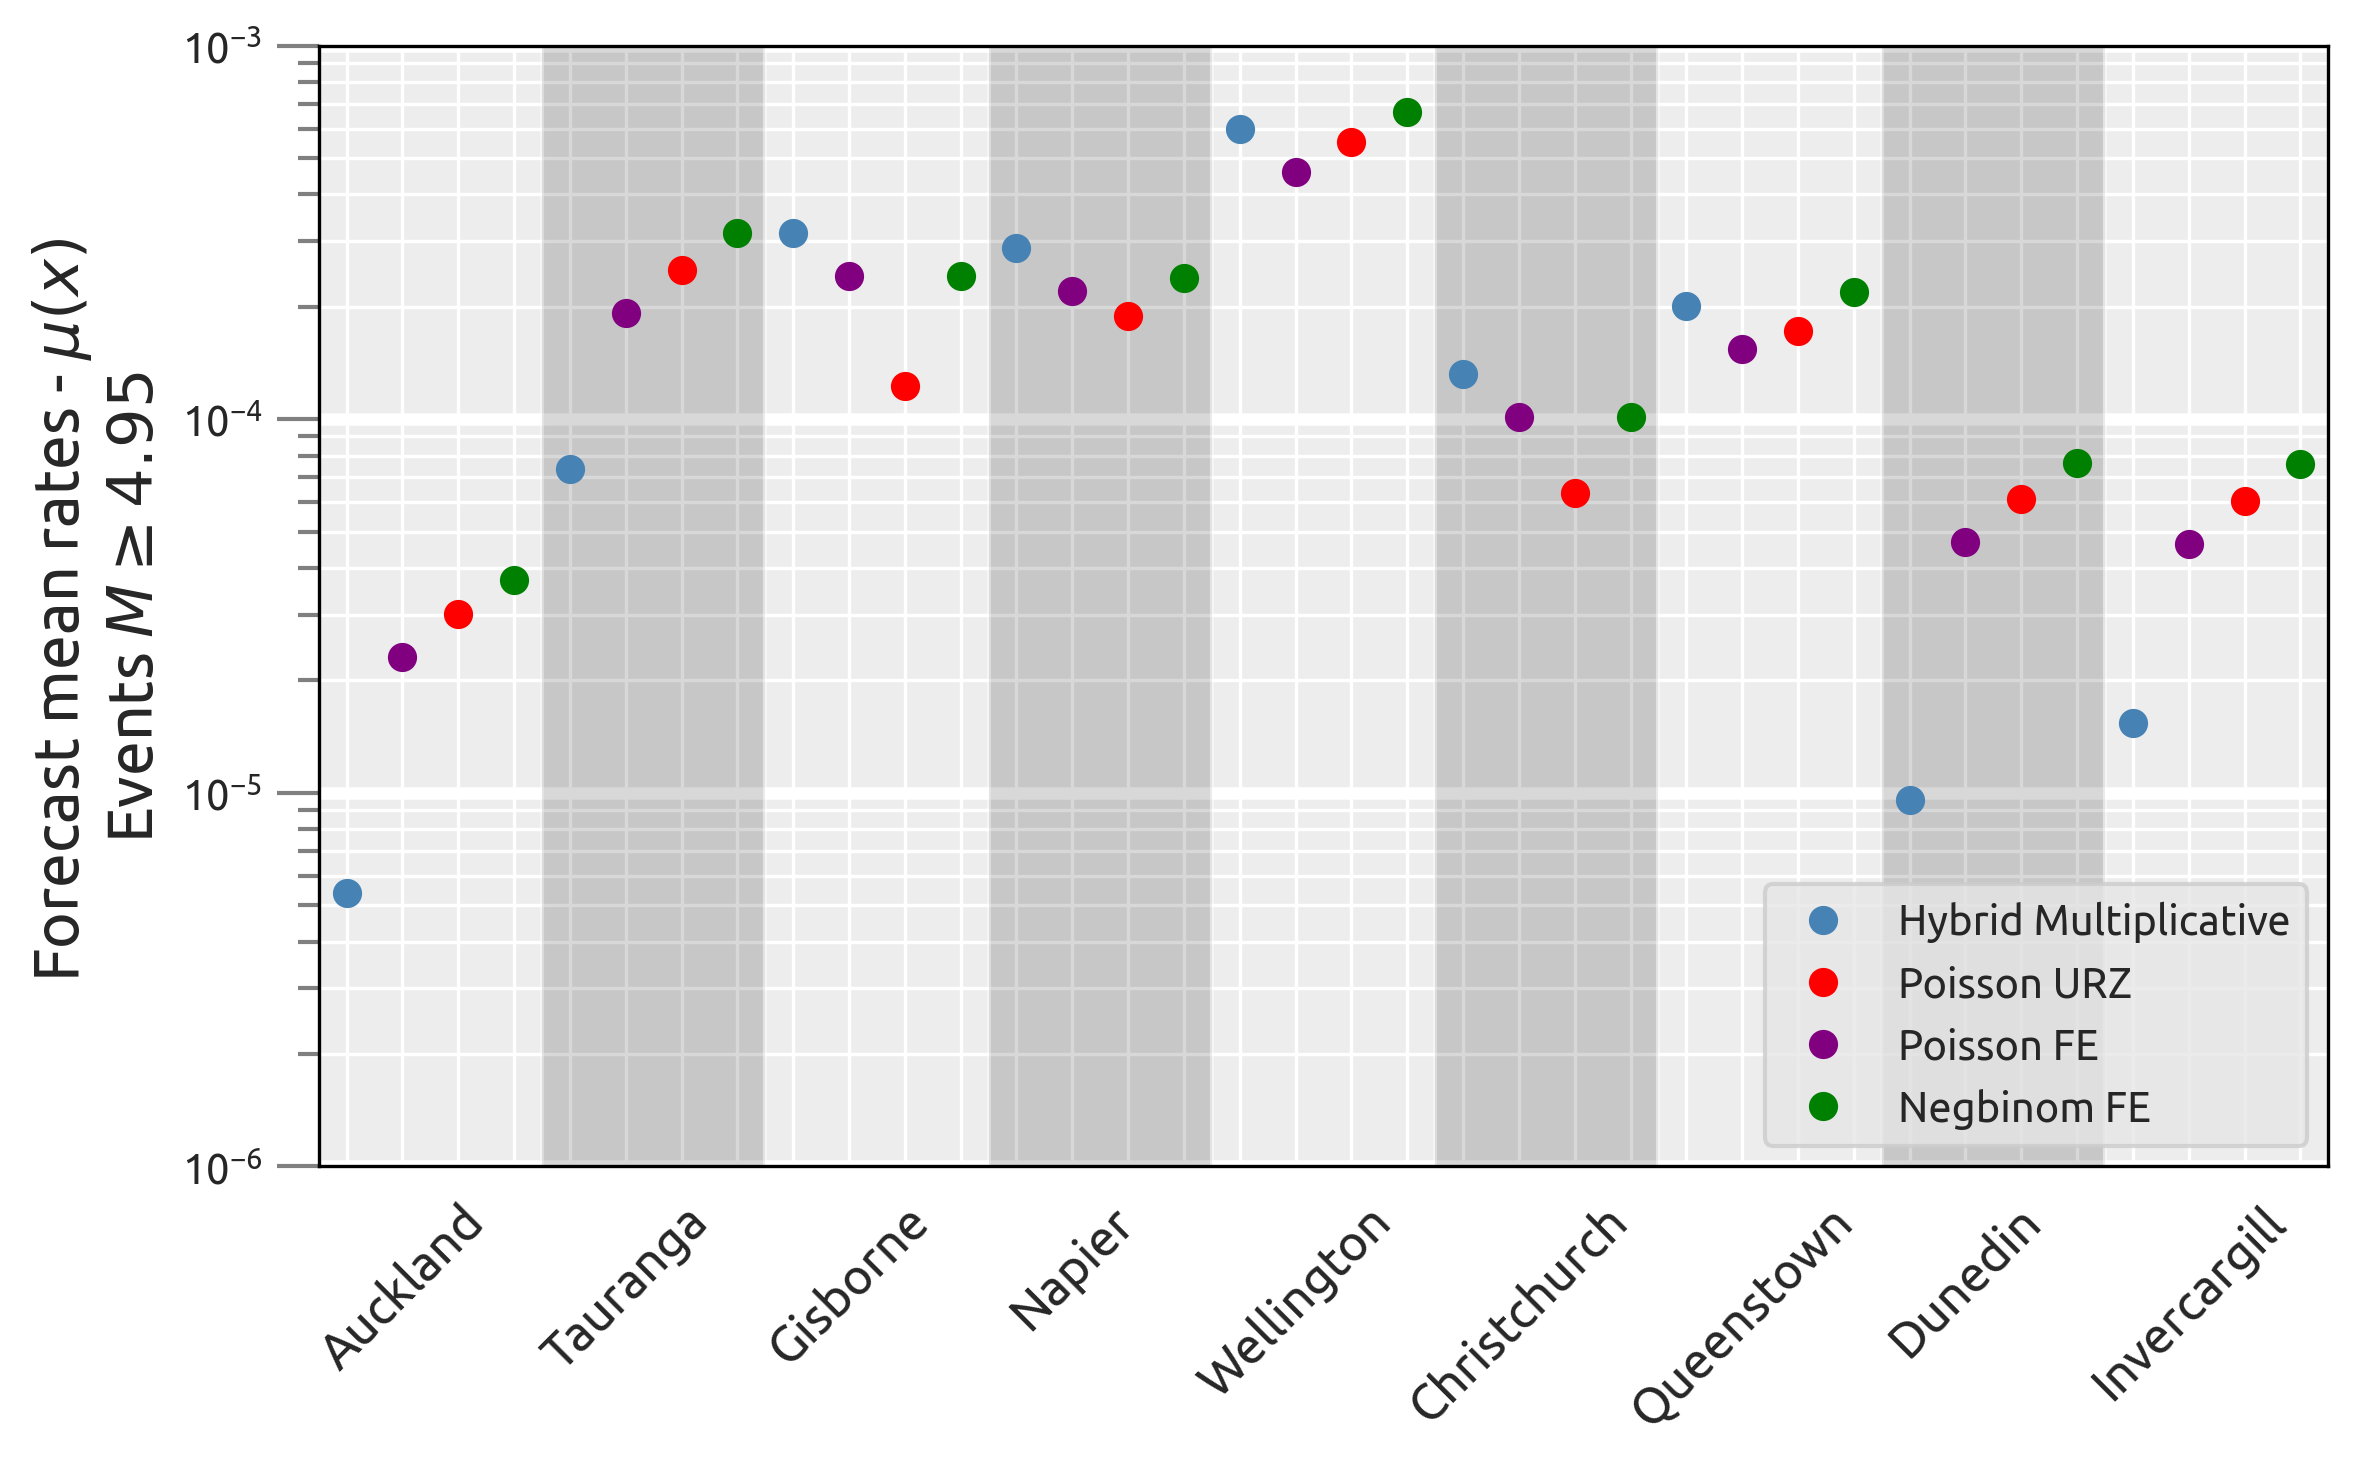 Forecast mean rates - μ(x)
Events M ≥ 4.95
10⁻³
10⁻⁴
10⁻⁵
10⁻⁶
Hybrid Multiplicative
Poisson URZ
Poisson FE
Negbinom FE
Auckland
Tauranga
Gisborne
Napier
Wellington
Christchurch
Queenstown
Dunedin
Invercargill